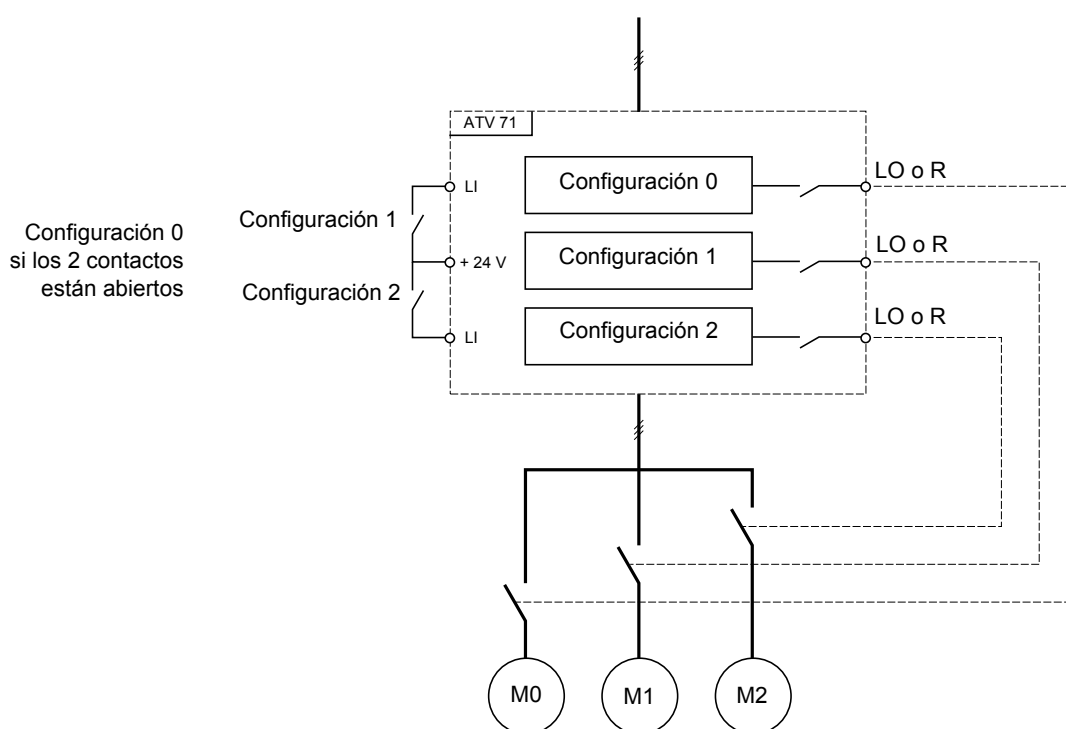 ATV 71
Configuración 0
LO o R
LI
Configuración 1
Configuración 0
si los 2 contactos
están abiertos
+ 24 V
Configuración 1
LO o R
Configuración 2
LI
Configuración 2
LO o R
M0
M1
M2